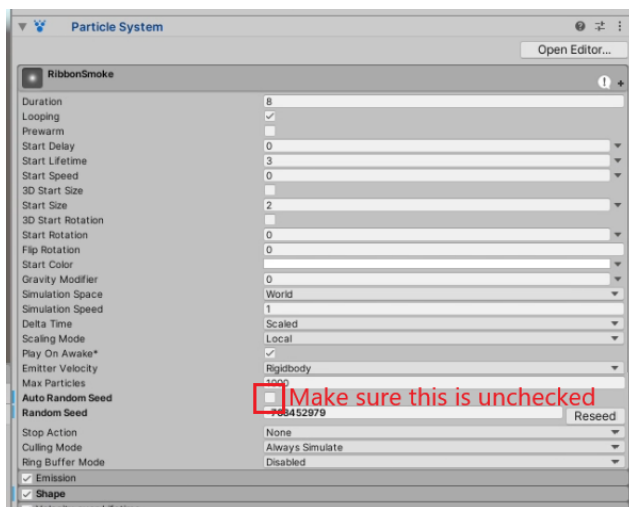 Particle System
Open Editor...
RibbonSmoke
Duration 8
Looping
Prewarm
Start Delay 0
Start Lifetime 3
Start Speed 0
3D Start Size
Start Size 2
3D Start Rotation
Start Rotation 0
Flip Rotation 0
Start Color
Gravity Modifier 0
Simulation Space World
Simulation Speed 1
Delta Time Scaled
Scaling Mode Local
Play On Awake*
Emitter Velocity Rigidbody
Max Particles 1000
Auto Random Seed Make sure this is unchecked
Random Seed -788452979 Reseed
Stop Action None
Culling Mode Always Simulate
Ring Buffer Mode Disabled
Emission
Shape